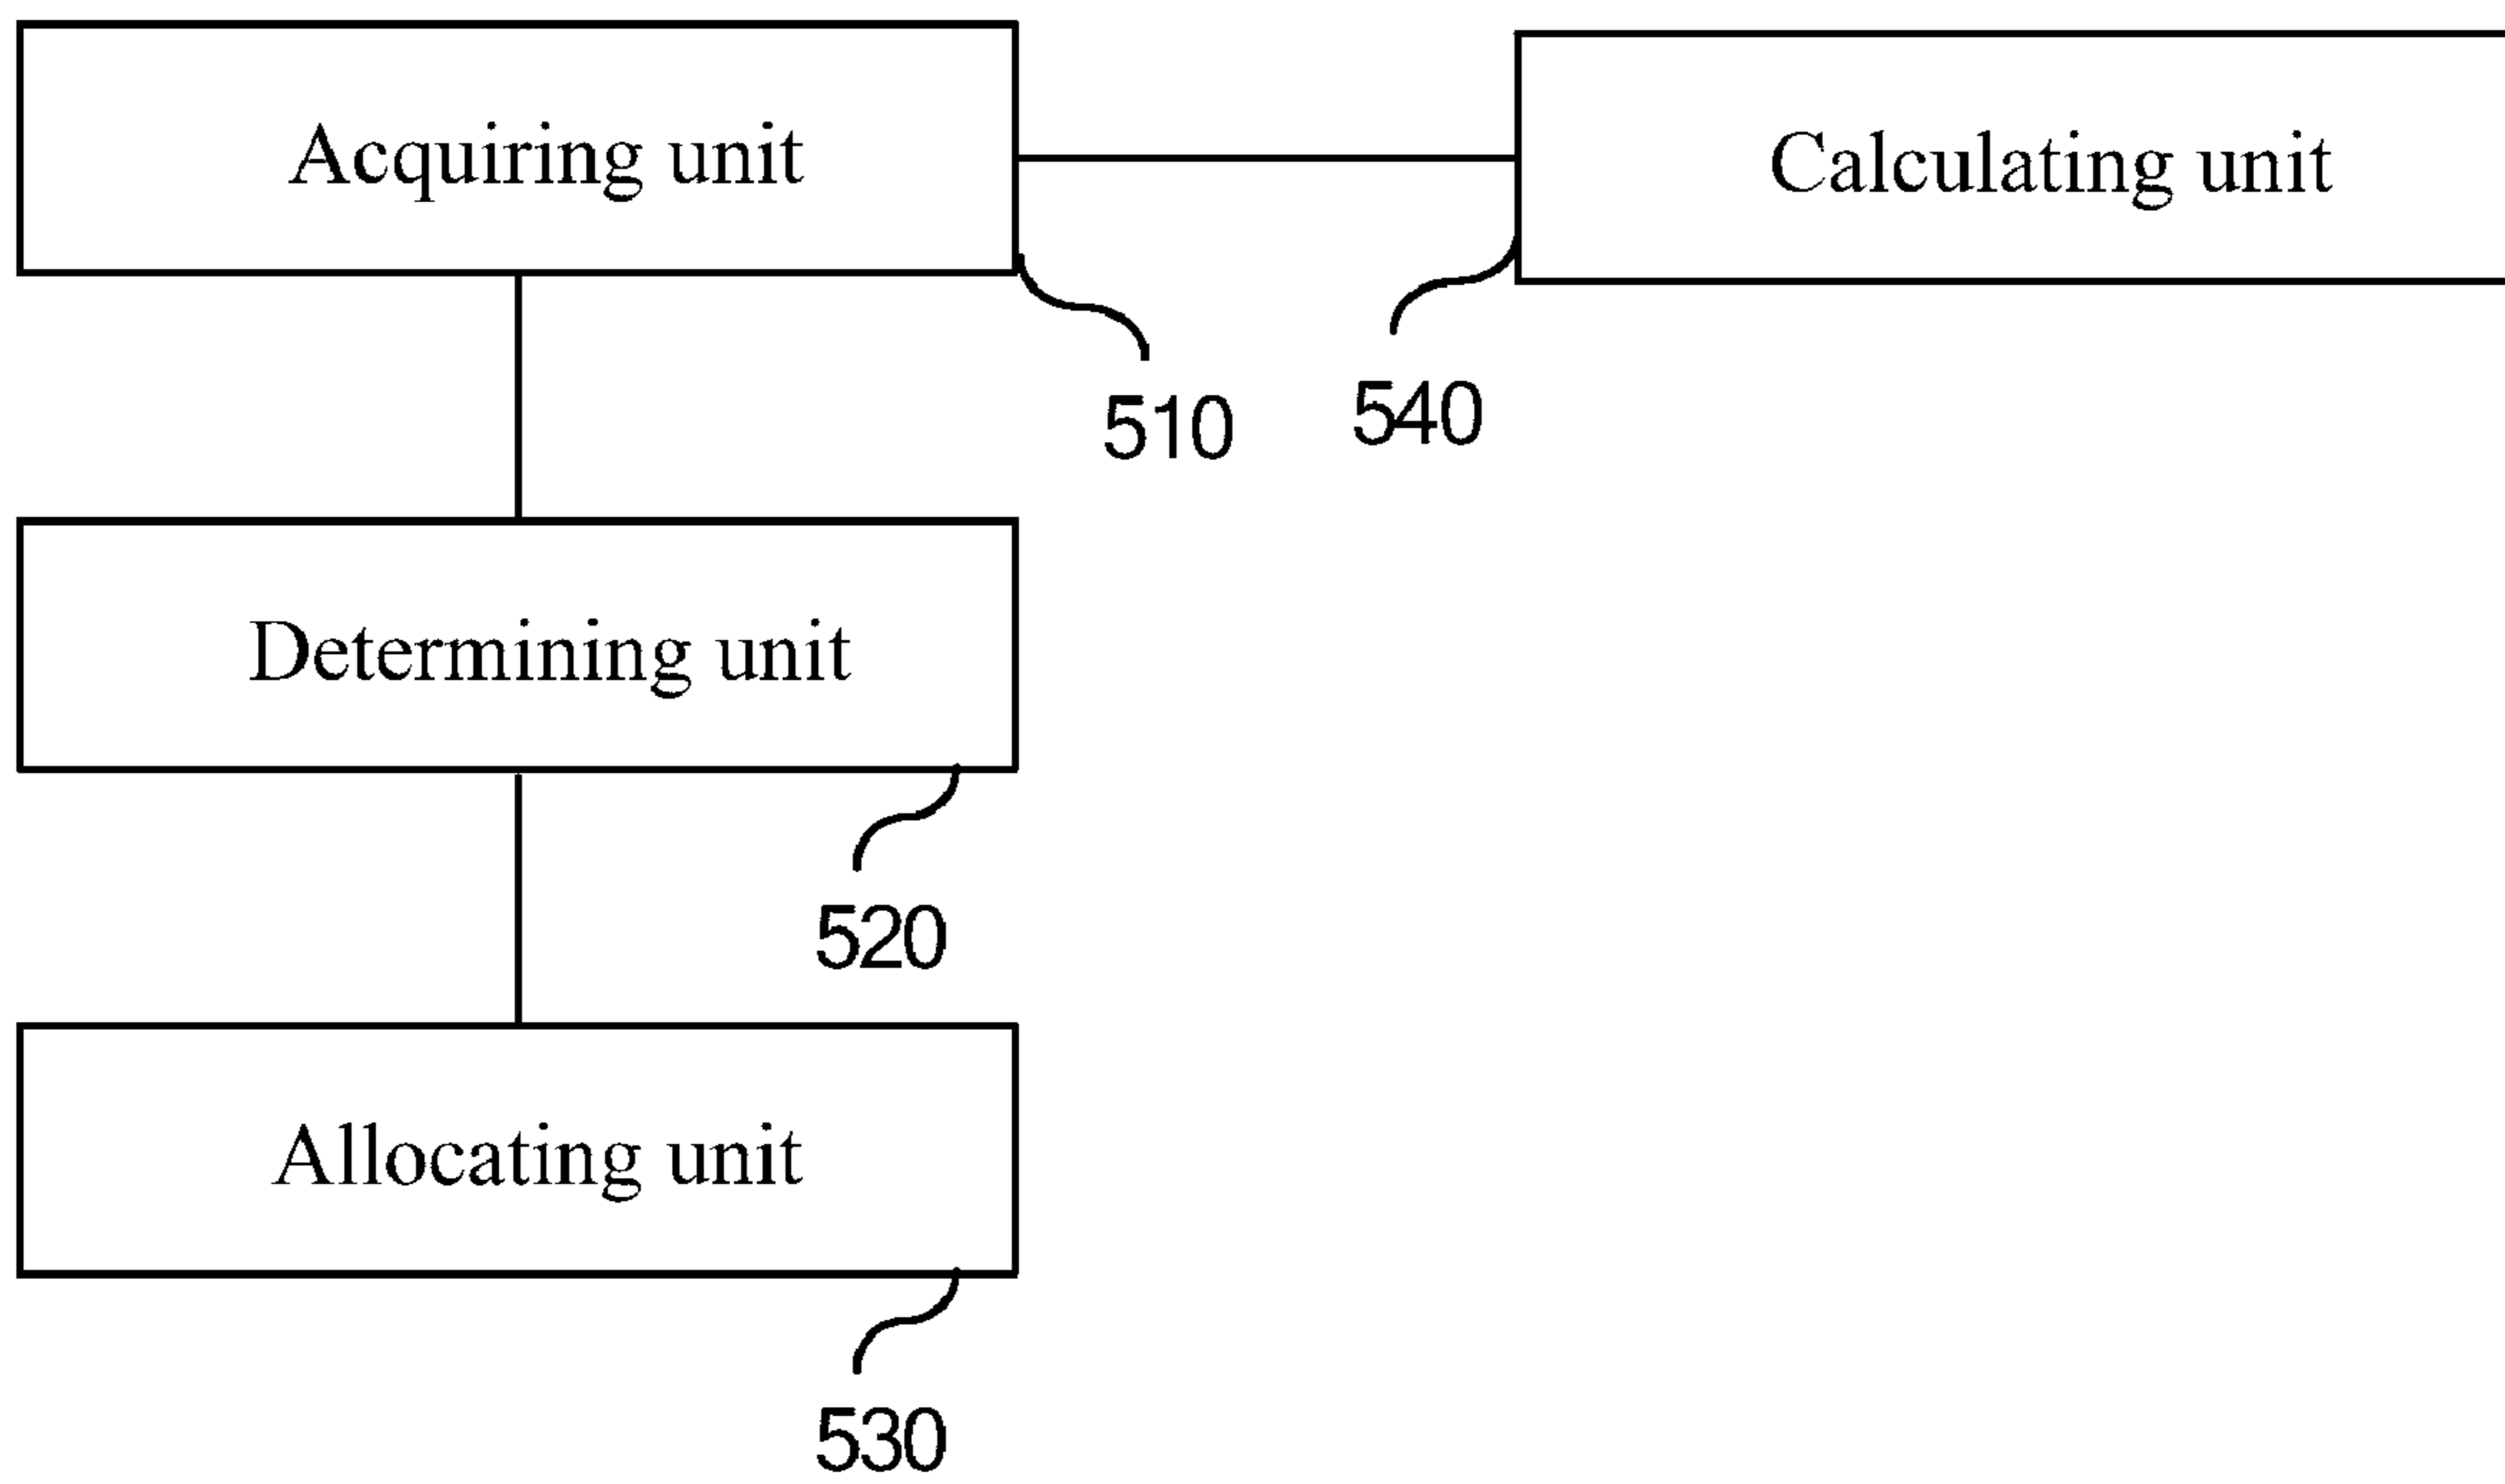 Acquiring unit
Calculating unit
510
540
Determining unit
520
Allocating unit
530